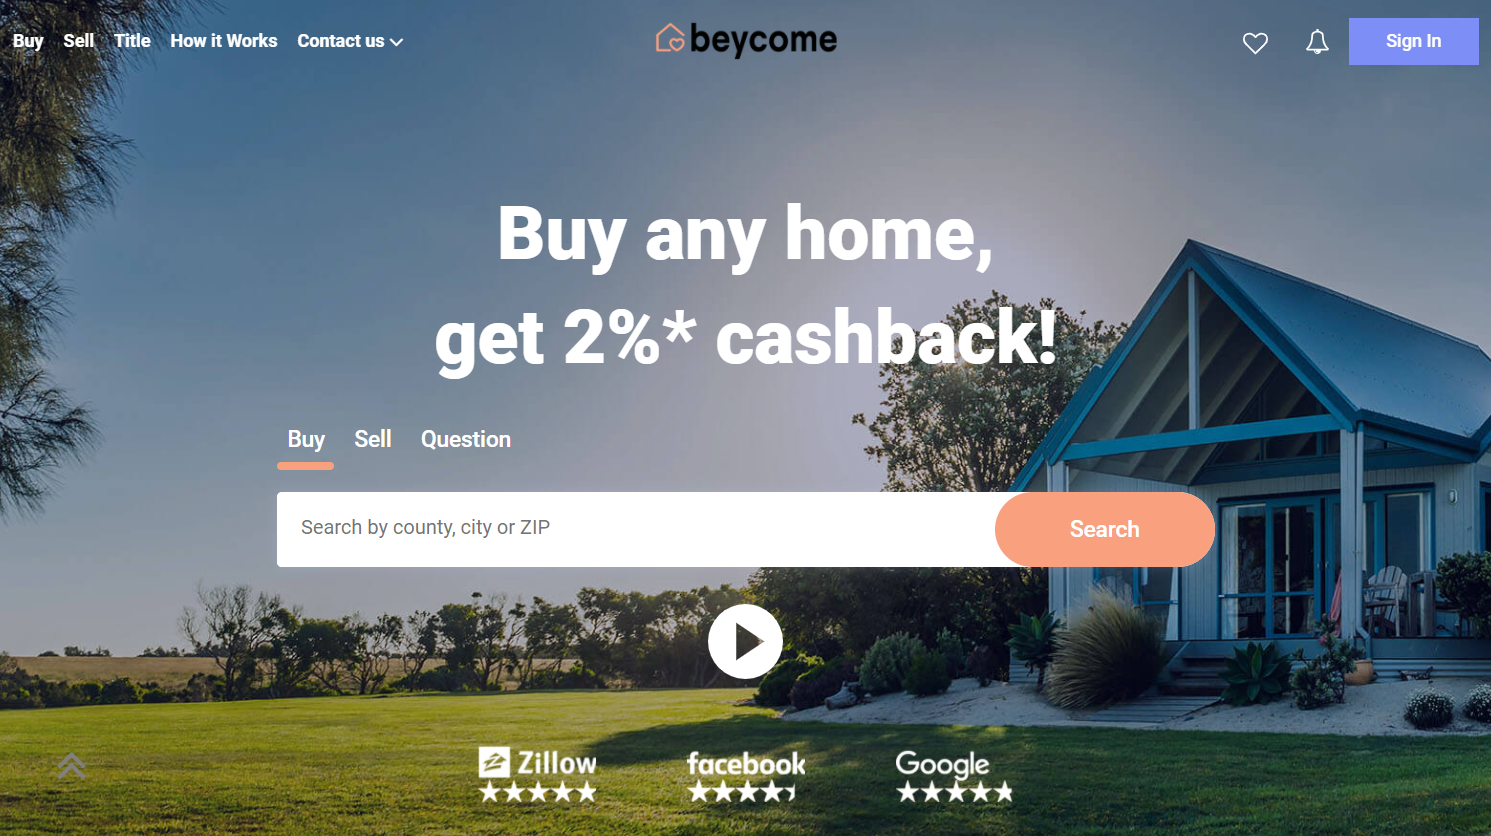 Buy Sell Title How it Works Contact us
beycome
Sign In
Buy any home,
get 2%* cashback!
Buy Sell Question
Search by county, city or ZIP
Search
Zillow
facebook
Google